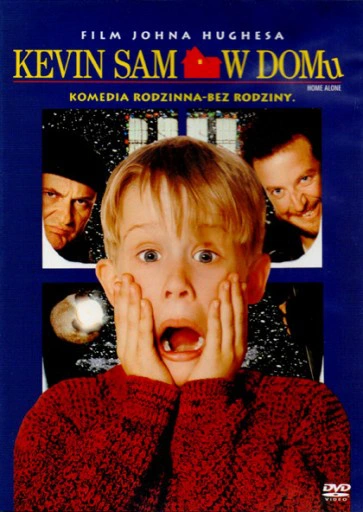 FILM JOHNA HUGHESA
KEVIN SAM W DOMu
HOME ALONE
KOMEDIA RODZINNA-BEZ RODZINY.
DVD
VIDEO